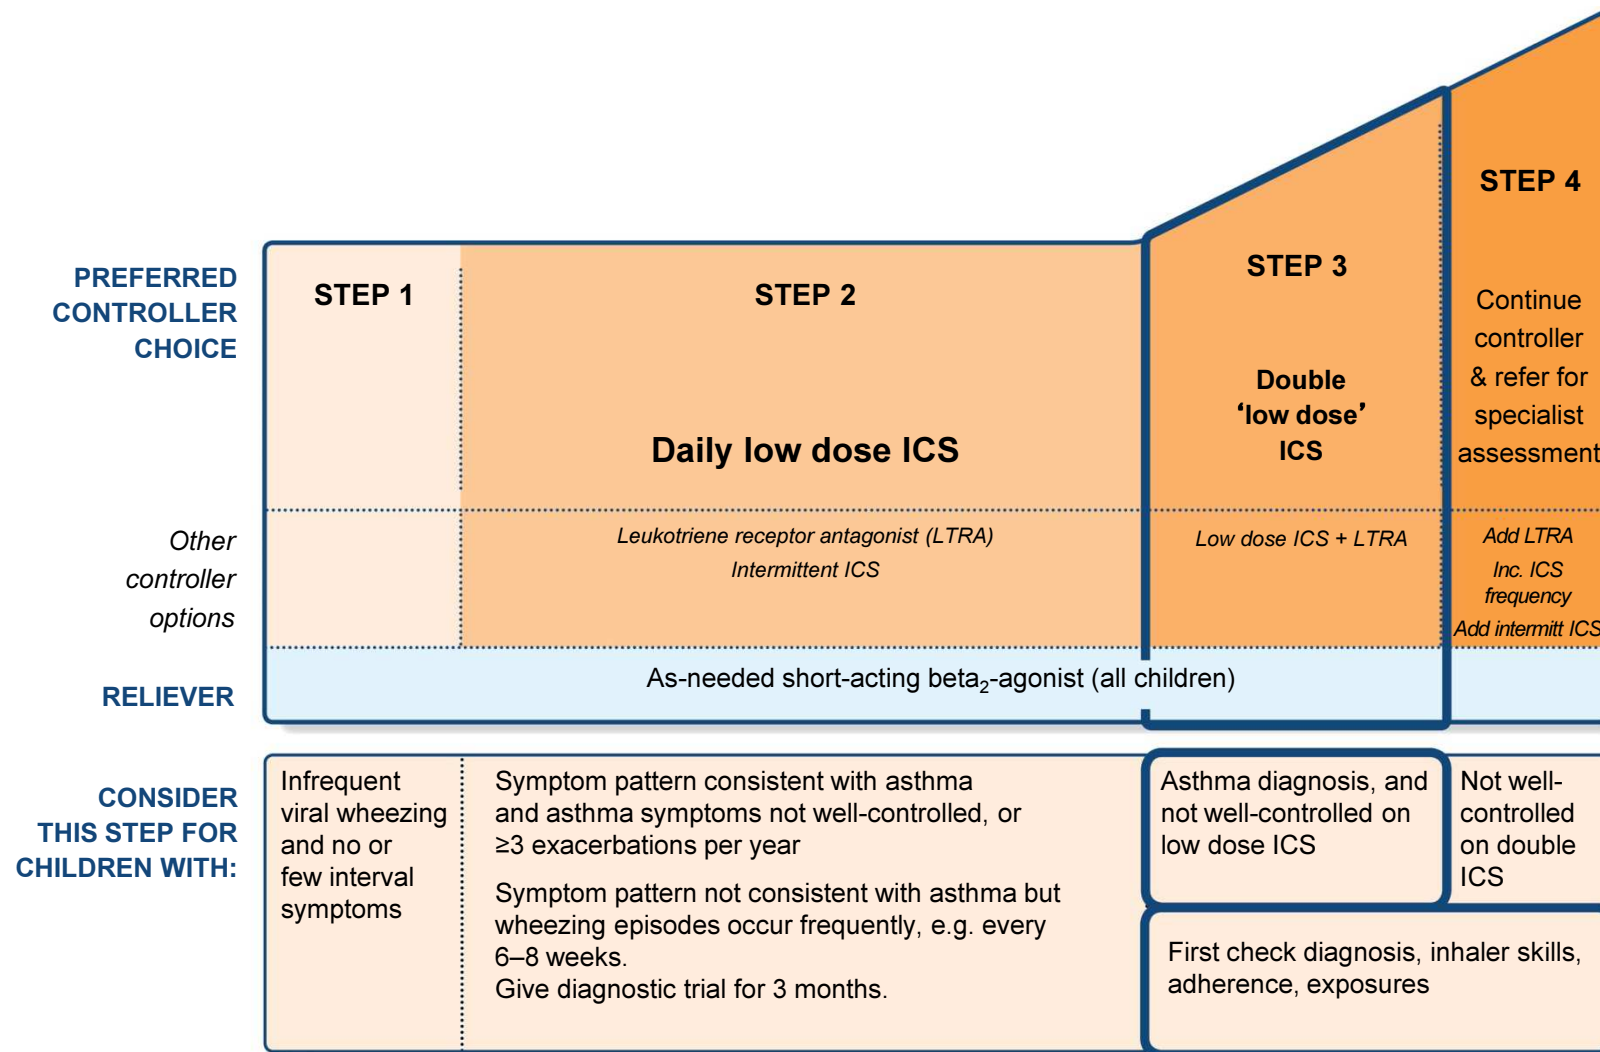 PREFERRED
CONTROLLER
CHOICE
STEP 1
STEP 2
Daily low dose ICS
STEP 3
Double
‘low dose’
ICS
STEP 4
Continue
controller
& refer for
specialist
assessment
Other
controller
options
Leukotriene receptor antagonist (LTRA)
Intermittent ICS
Low dose ICS + LTRA
Add LTRA
Inc. ICS
frequency
Add intermitt ICS
RELIEVER
As-needed short-acting beta₂-agonist (all children)
CONSIDER
THIS STEP FOR
CHILDREN WITH:
Infrequent
viral wheezing
and no or
few interval
symptoms
Symptom pattern consistent with asthma
and asthma symptoms not well-controlled, or
≥3 exacerbations per year
Symptom pattern not consistent with asthma but
wheezing episodes occur frequently, e.g. every
6–8 weeks.
Give diagnostic trial for 3 months.
Asthma diagnosis, and
not well-controlled on
low dose ICS
Not well-
controlled
on double
ICS
First check diagnosis, inhaler skills,
adherence, exposures